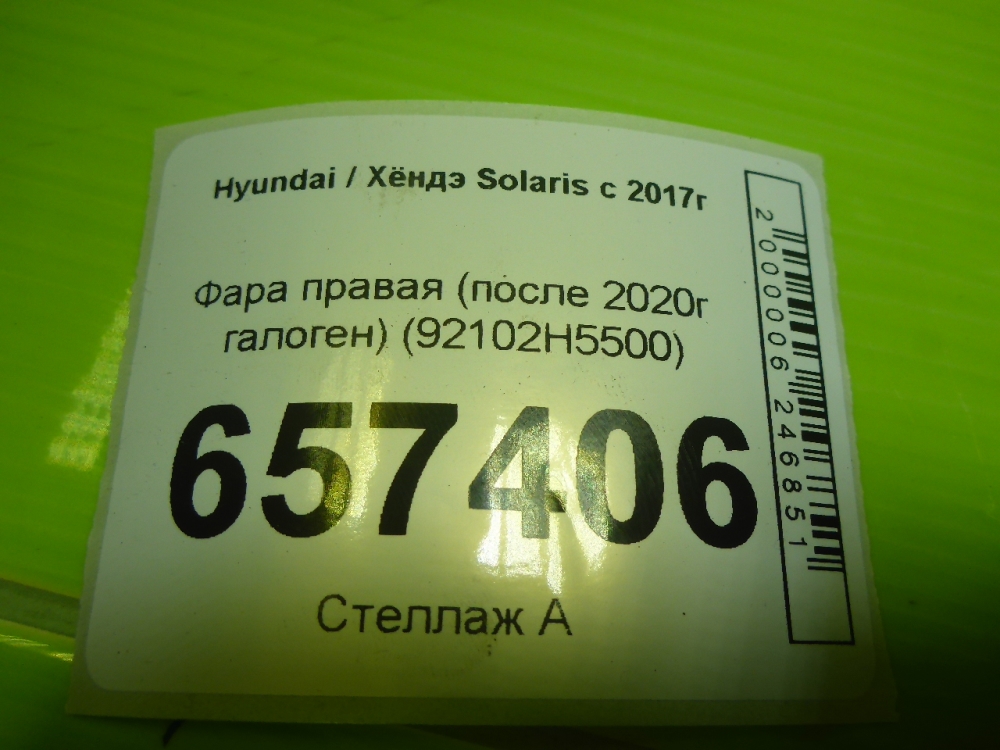 Hyundai / Хёндэ Solaris с 2017г
Фара правая (после 2020г
галоген) (92102H5500)
657406
Стеллаж А
2000006246851